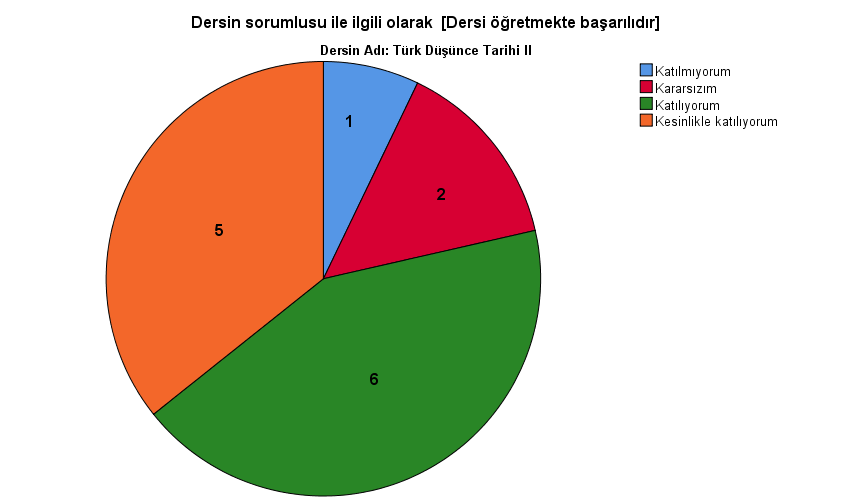 Dersin sorumlusu ile ilgili olarak  [Dersi öğretmekte başarılıdır]
Dersin Adı: Türk Düşünce Tarihi II
Katılmıyorum
Kararsızım
Katılıyorum
Kesinlikle katılıyorum
1
2
5
6